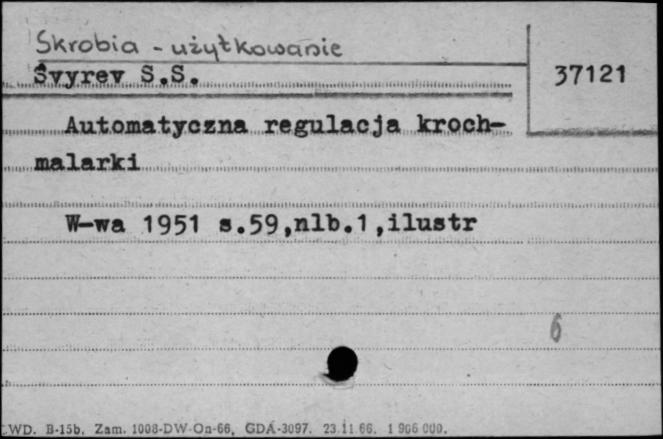 Skrobia - użytkowanie
Švyrev S.S.
37121
Automatyczna regulacja kroch-
malarki
W-wa 1951 s.59,nlb.1,ilustr
6
WD. B-15b. Zam. 1008-DW-On-66, GDA-3097. 23.11.66. 1 906 000.